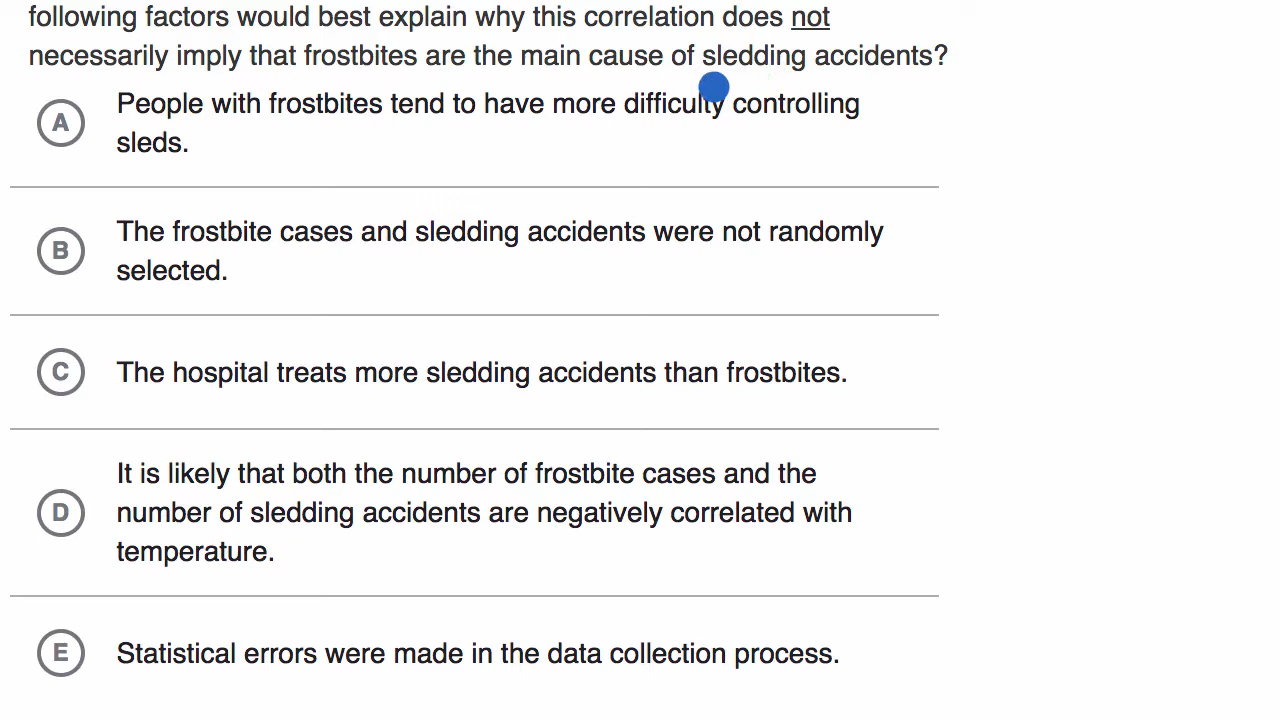 following factors would best explain why this correlation does not
necessarily imply that frostbites are the main cause of sledding accidents?
A
People with frostbites tend to have more difficulty controlling
sleds.
B
The frostbite cases and sledding accidents were not randomly
selected.
C
The hospital treats more sledding accidents than frostbites.
D
It is likely that both the number of frostbite cases and the
number of sledding accidents are negatively correlated with
temperature.
E
Statistical errors were made in the data collection process.